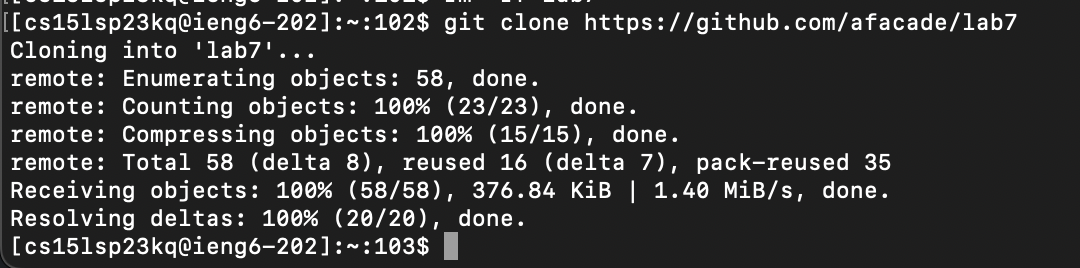 [[cs15lsp23kq@ieng6-202]:~:102$ git clone https://github.com/afacade/lab7
Cloning into 'lab7'...
remote: Enumerating objects: 58, done.
remote: Counting objects: 100% (23/23), done.
remote: Compressing objects: 100% (15/15), done.
remote: Total 58 (delta 8), reused 16 (delta 7), pack-reused 35
Receiving objects: 100% (58/58), 376.84 KiB | 1.40 MiB/s, done.
Resolving deltas: 100% (20/20), done.
[cs15lsp23kq@ieng6-202]:~:103$